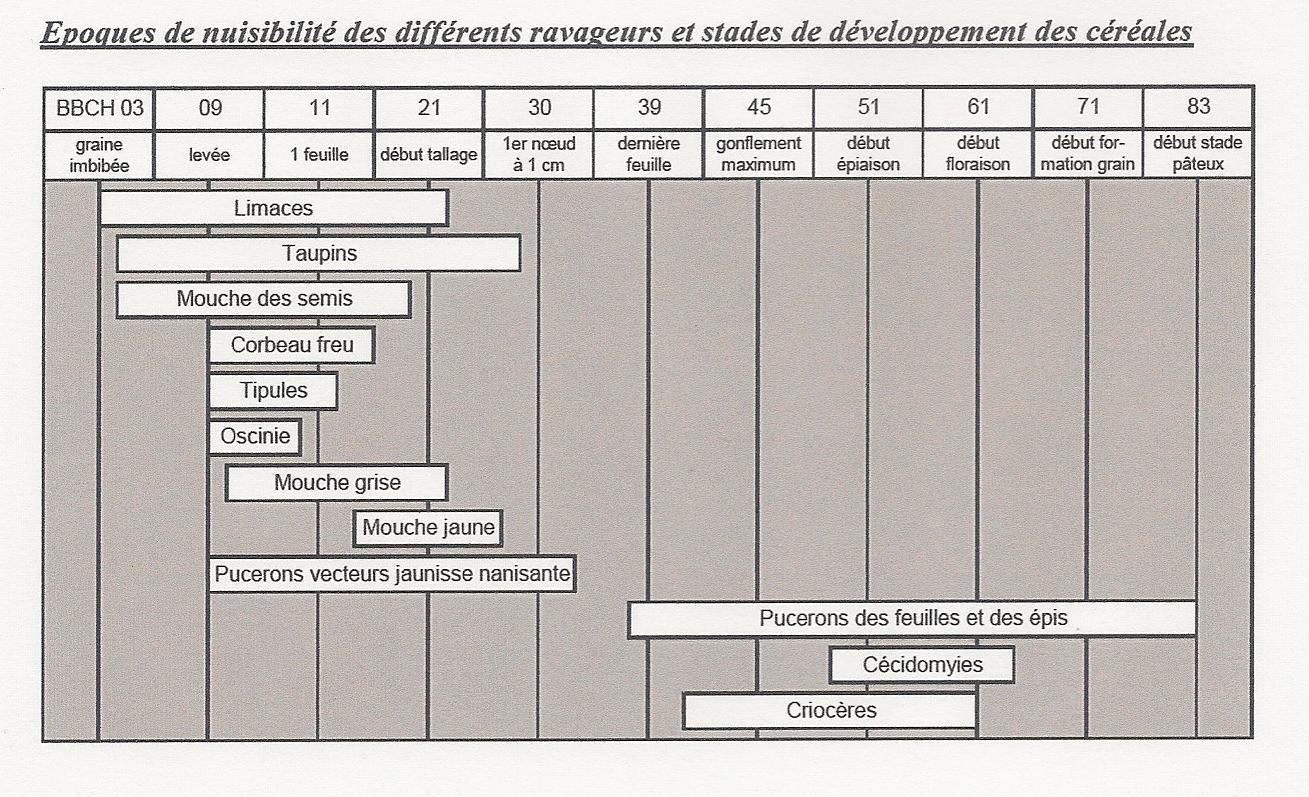 Epoques de nuisibilité des différents ravageurs et stades de développement des céréales
BBCH 03 09 11 21 30 39 45 51 61 71 83
graine imbibée
levée
1 feuille
début tallage
1er nœud à 1 cm
dernière feuille
gonflement maximum
début épiaison
début floraison
début for-
mation grain
début stade pâteux
Limaces
Taupins
Mouche des semis
Corbeau freu
Tipules
Oscinie
Mouche grise
Mouche jaune
Pucerons vecteurs jaunisse nanisante
Pucerons des feuilles et des épis
Cécidomyies
Criocères